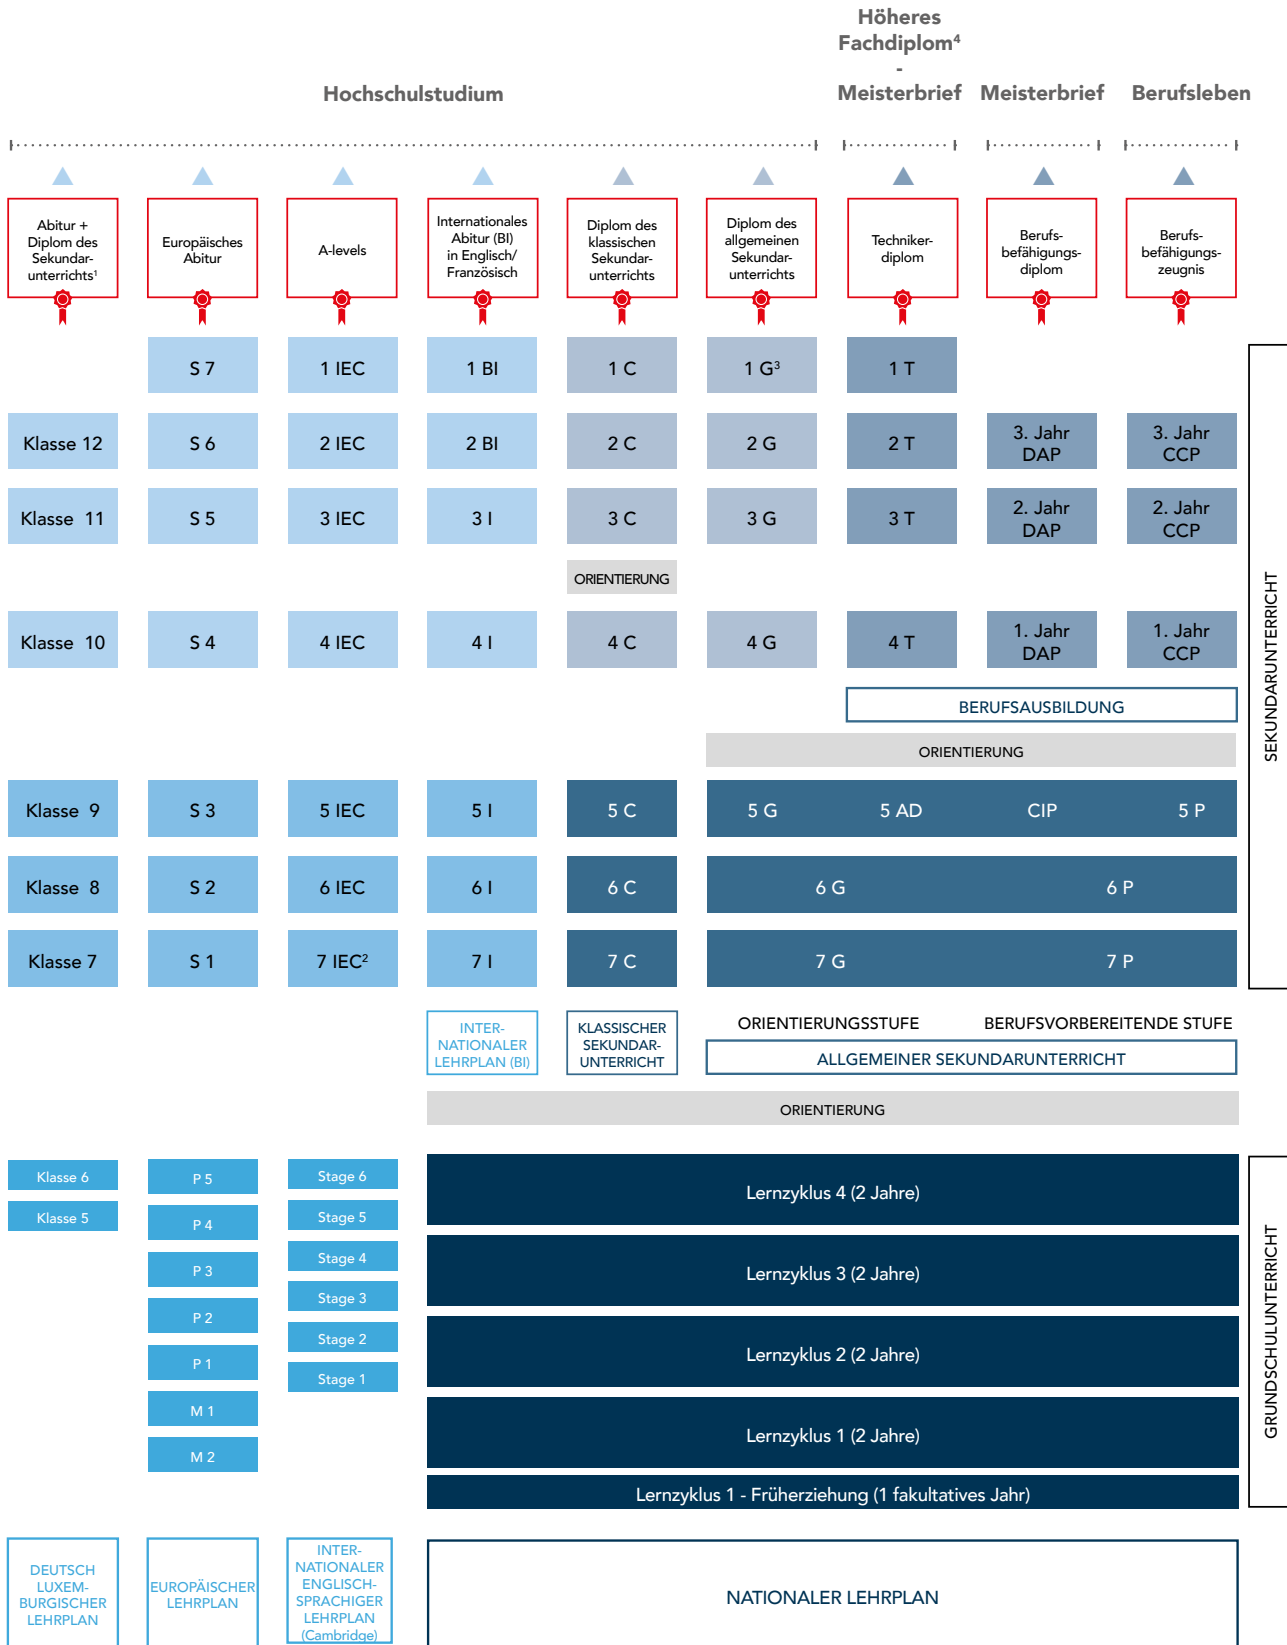 Höheres
Fachdiplom⁴
-
Meisterbrief
Hochschulstudium
Meisterbrief
Berufsleben
Abitur +
Diplom des
Sekundar-
unterrichts¹
Europäisches
Abitur
A-levels
Internationales
Abitur (BI)
in Englisch/
Französisch
Diplom des
klassischen
Sekundar-
unterrichts
Diplom des
allgemeinen
Sekundar-
unterrichts
Techniker-
diplom
Berufs-
befähigungs-
diplom
Berufs-
befähigungs-
zeugnis
S 7
1 IEC
1 BI
1 C
1 G³
1 T
Klasse 12
S 6
2 IEC
2 BI
2 C
2 G
2 T
3. Jahr
DAP
3. Jahr
CCP
Klasse 11
S 5
3 IEC
3 I
3 C
3 G
3 T
2. Jahr
DAP
2. Jahr
CCP
ORIENTIERUNG
Klasse 10
S 4
4 IEC
4 I
4 C
4 G
4 T
1. Jahr
DAP
1. Jahr
CCP
BERUFSAUSBILDUNG
ORIENTIERUNG
Klasse 9
S 3
5 IEC
5 I
5 C
5 G
5 AD
CIP
5 P
Klasse 8
S 2
6 IEC
6 I
6 C
6 G
6 P
Klasse 7
S 1
7 IEC²
7 I
7 C
7 G
7 P
SEKUNDARUNTERRICHT
INTER-
NATIONALER
LEHRPLAN (BI)
KLASSISCHER
SEKUNDAR-
UNTERRICHT
ORIENTIERUNGSSTUFE
BERUFSVORBEREITENDE STUFE
ALLGEMEINER SEKUNDARUNTERRICHT
ORIENTIERUNG
Klasse 6
Klasse 5
P 5
P 4
P 3
P 2
P 1
M 1
M 2
Stage 6
Stage 5
Stage 4
Stage 3
Stage 2
Stage 1
Lernzyklus 4 (2 Jahre)
Lernzyklus 3 (2 Jahre)
Lernzyklus 2 (2 Jahre)
Lernzyklus 1 (2 Jahre)
Lernzyklus 1 - Früherziehung (1 fakultatives Jahr)
GRUNDSCHULUNTERRICHT
DEUTSCH
LUXEM-
BURGISCHER
LEHRPLAN
EUROPÄISCHER
LEHRPLAN
INTER-
NATIONALER
ENGLISCH-
SPRACHIGER
LEHRPLAN
(Cambridge)
NATIONALER LEHRPLAN